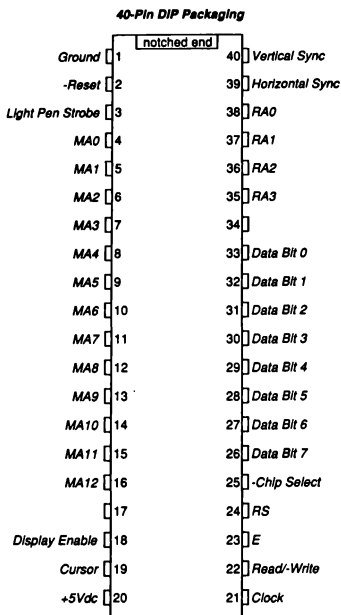 40-Pin DIP Packaging
notched end
Ground 1 40 Vertical Sync
-Reset 2 39 Horizontal Sync
Light Pen Strobe 3 38 RA0
MA0 4 37 RA1
MA1 5 36 RA2
MA2 6 35 RA3
MA3 7 34
MA4 8 33 Data Bit 0
MA5 9 32 Data Bit 1
MA6 10 31 Data Bit 2
MA7 11 30 Data Bit 3
MA8 12 29 Data Bit 4
MA9 13 28 Data Bit 5
MA10 14 27 Data Bit 6
MA11 15 26 Data Bit 7
MA12 16 25 -Chip Select
17 24 RS
Display Enable 18 23 E
Cursor 19 22 Read/-Write
+5Vdc 20 21 Clock